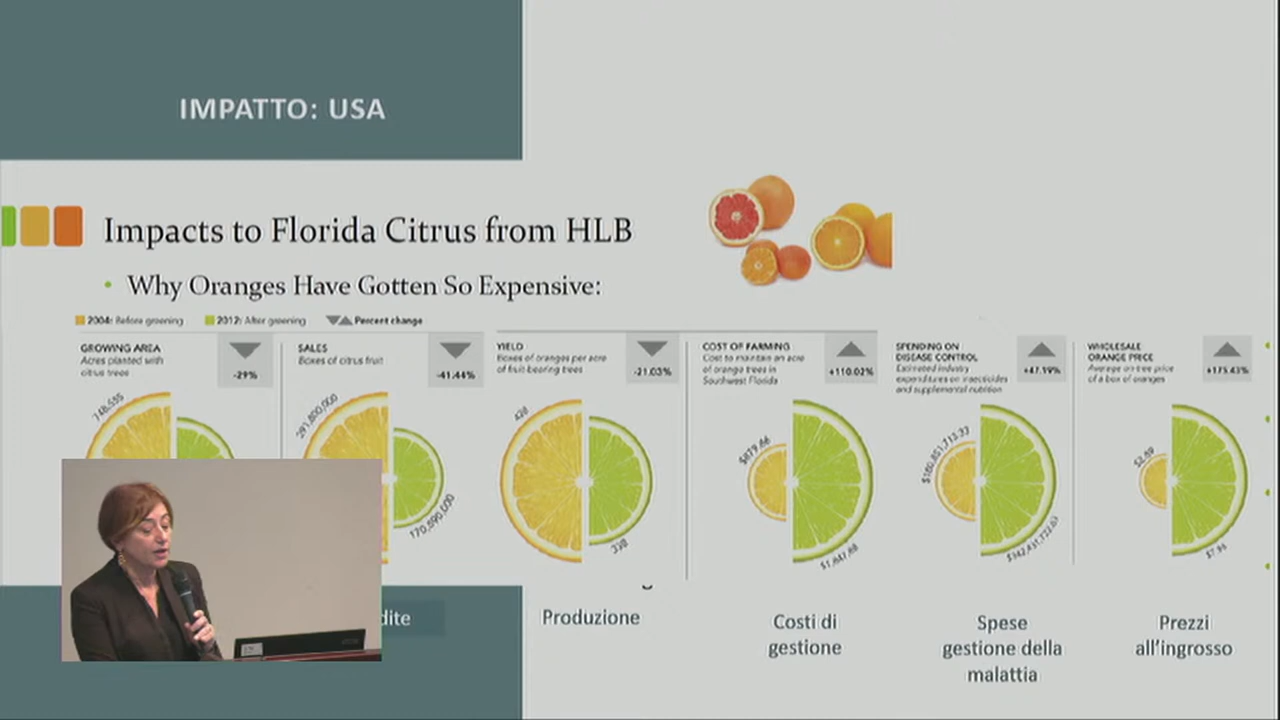 IMPATTO: USA
Impacts to Florida Citrus from HLB
• Why Oranges Have Gotten So Expensive:
2004: Before greening
2012: After greening
Percent change
GROWING AREA
Acres planted with
citrus trees
-29%
SALES
Boxes of citrus fruit
-41.44%
YIELD
Boxes of oranges per acre
of fruit-bearing trees
-21.03%
COST OF FARMING
Cost to maintain an acre
of orange trees in
Southwest Florida
+110.02%
SPENDING ON
DISEASE CONTROL
Estimated industry
expenditures on insecticides
and supplemental nutrition
+47.19%
WHOLESALE
ORANGE PRICE
Average on-tree price
of a box of oranges
+175.43%
170,590,000
$2.89
dite
Produzione
Costi di
gestione
Spese
gestione della
malattia
Prezzi
all'ingrosso